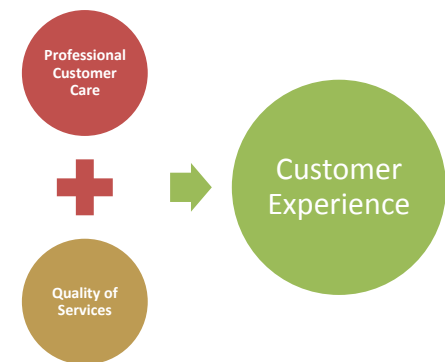 Professional
Customer
Care
Quality of
Services
Customer
Experience